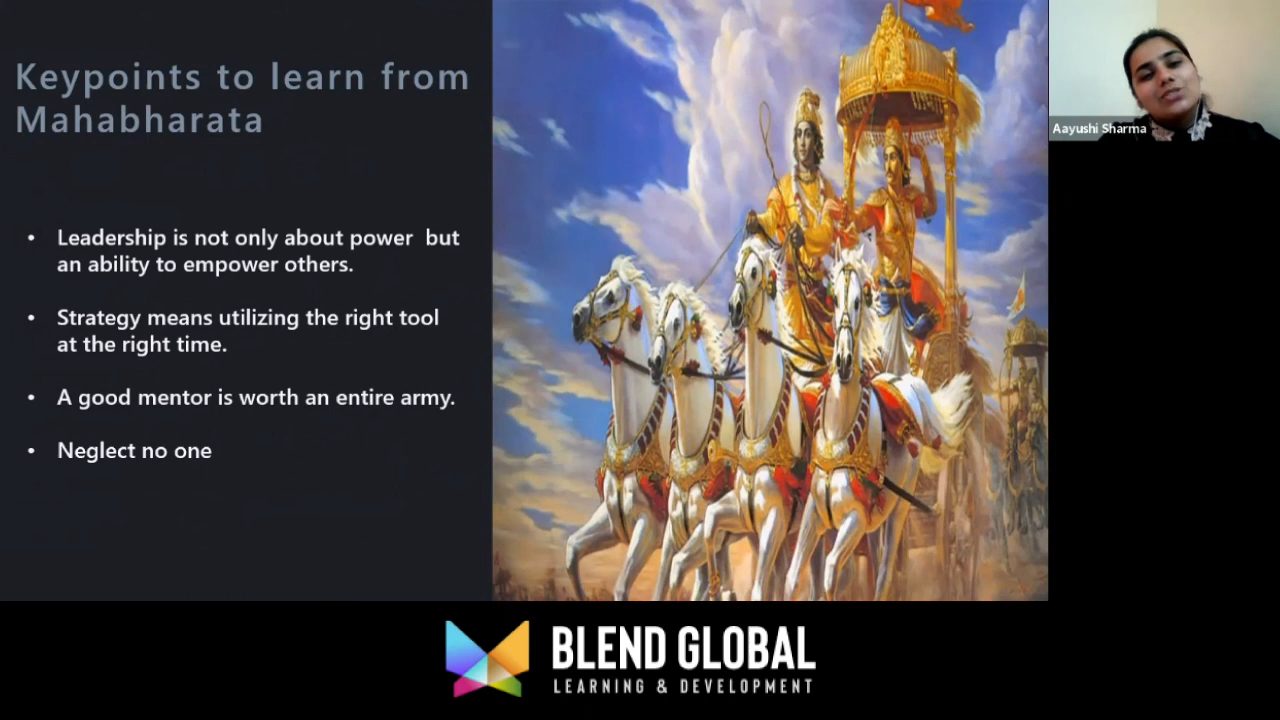 Keypoints to learn from
Mahabharata
• Leadership is not only about power  but
an ability to empower others.
• Strategy means utilizing the right tool
at the right time.
• A good mentor is worth an entire army.
• Neglect no one
Aayushi Sharma
BLEND GLOBAL
LEARNING & DEVELOPMENT